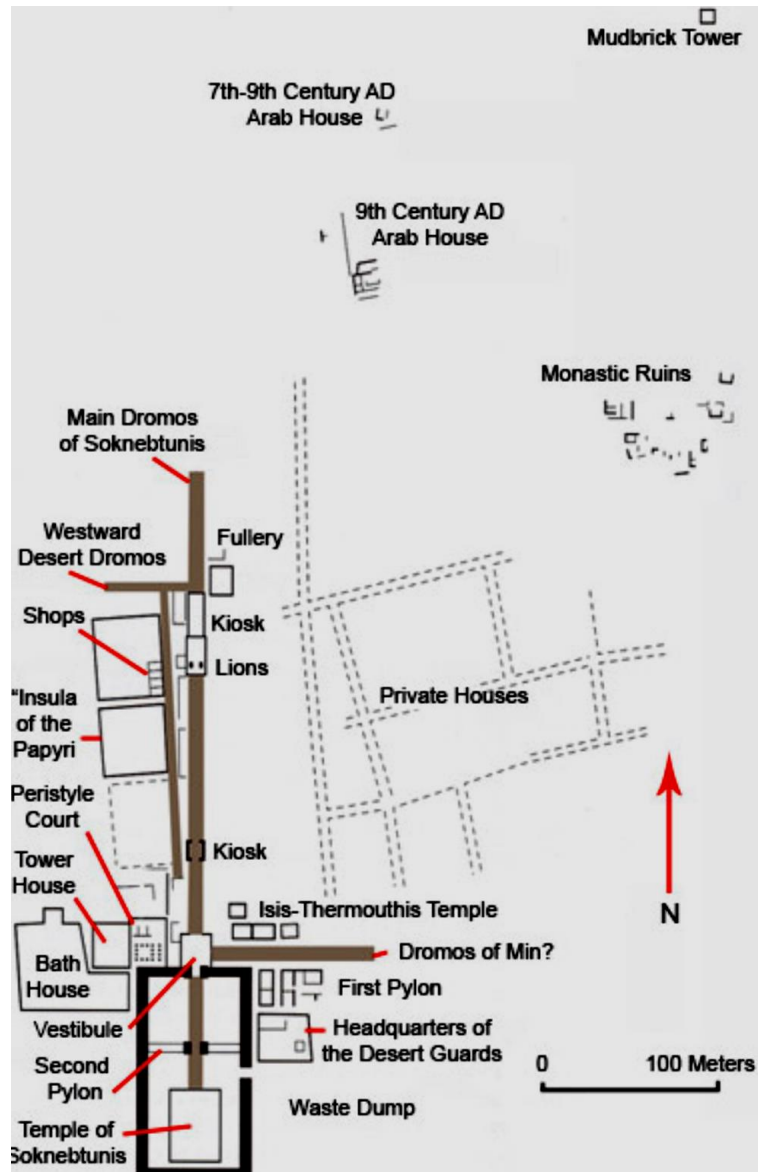 Mudbrick Tower
7th-9th Century AD
Arab House
9th Century AD
Arab House
Monastic Ruins
Main Dromos
of Soknebtunis
Westward
Desert Dromos
Fullery
Shops
Kiosk
Lions
"Insula
of the
Papyri
Private Houses
Peristyle
Court
Kiosk
Tower
House
Isis-Thermouthis Temple
N
Bath
House
Dromos of Min?
First Pylon
Vestibule
Headquarters of
the Desert Guards
Second
Pylon
0 100 Meters
Waste Dump
Temple of
Soknebtunis